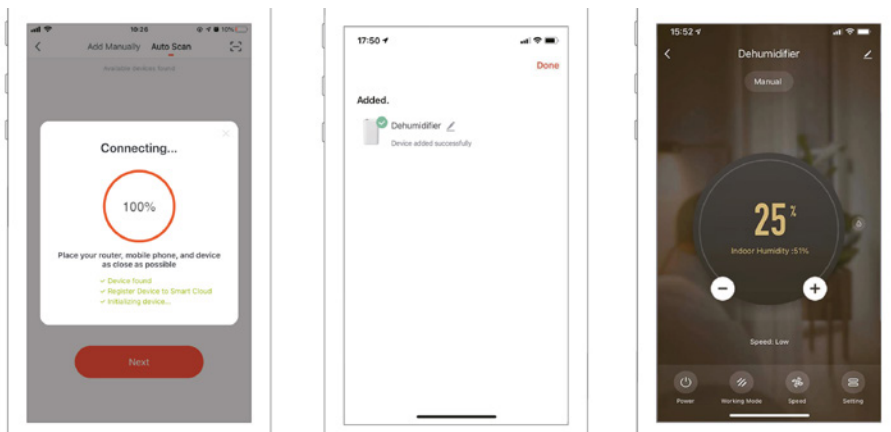 10:26
10%
Add Manually Auto Scan
Available devices found
Connecting...
100%
Place your router, mobile phone, and device
as close as possible
✓ Device found
✓ Register Device to Smart Cloud
✓ Initializing device...
Next
17:50
Done
Added.
Dehumidifier
Device added successfully
15:52
Dehumidifier
Manual
25 %
Indoor Humidity :51%
Speed: Low
Power Working Mode Speed Setting